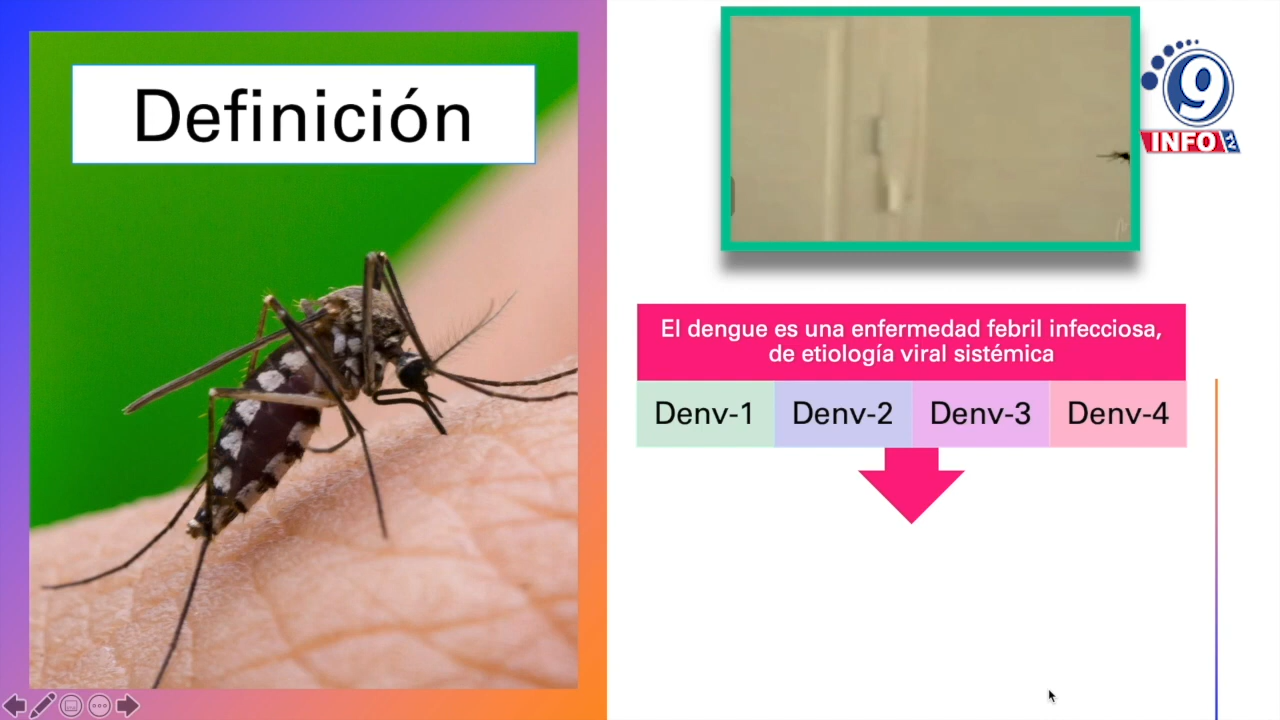 Definición
9
INFO TV
El dengue es una enfermedad febril infecciosa,
de etiología viral sistémica
Denv-1 Denv-2 Denv-3 Denv-4